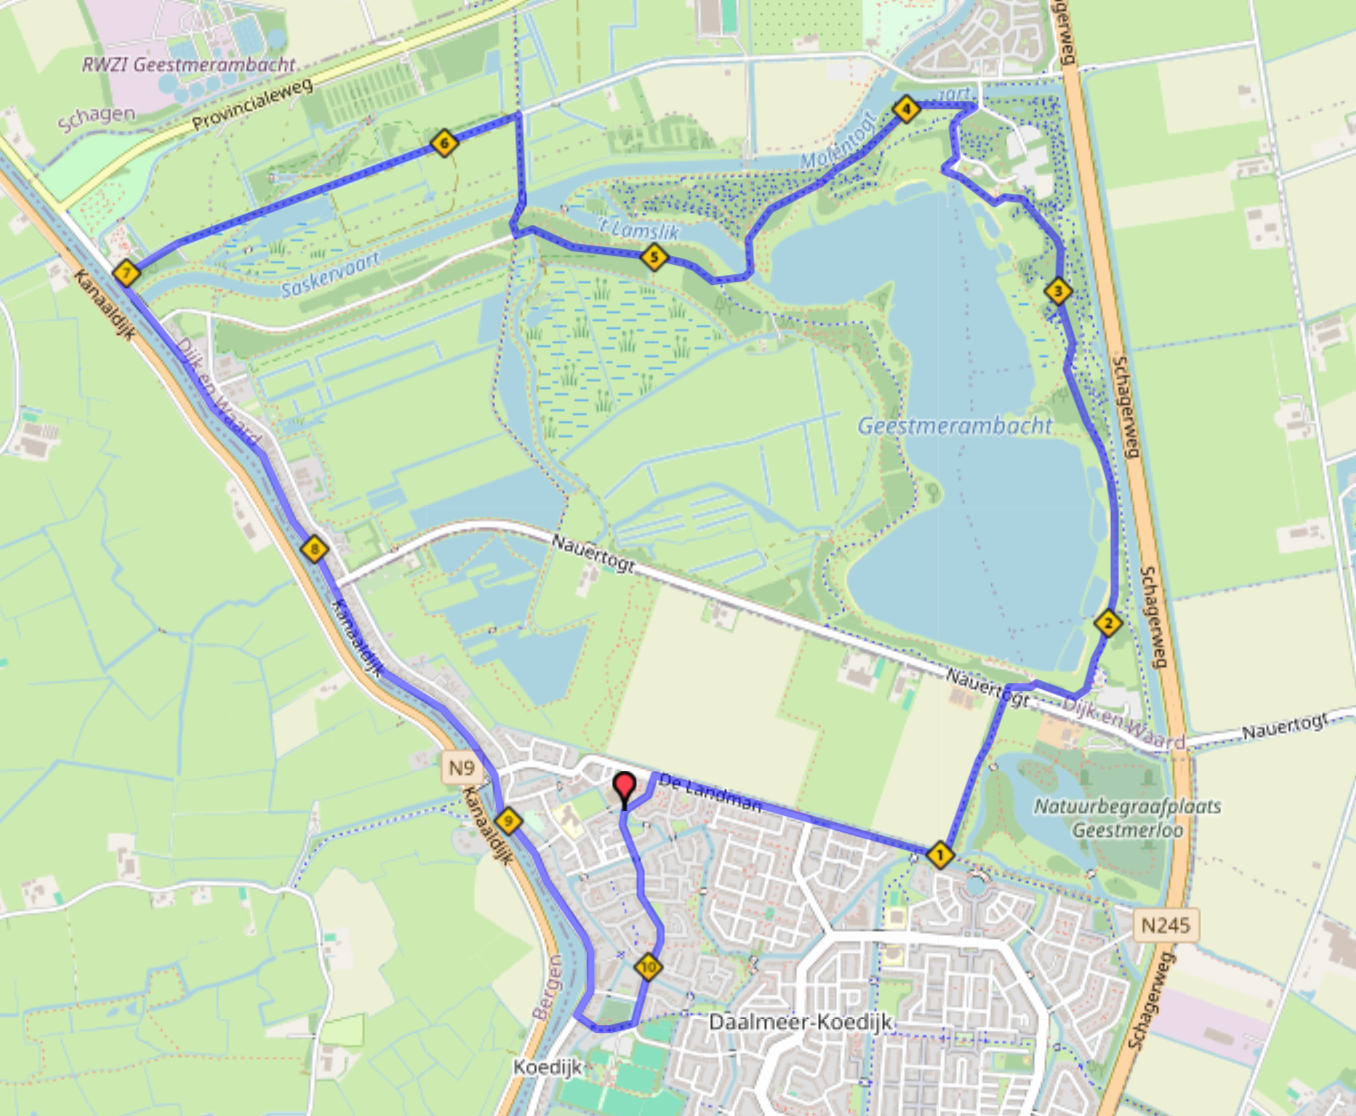 RWZI Geestmerambacht
Provincialeweg
Schagen
Schagerweg
4
zart
Molentogt
6
't Lamslik
5
7
Saskervaart
3
Kanaaldijk
Dijk en Waard
Schagerweg
Geestmerambacht
8
Nauertogt
Schagerweg
Kanaaldijk
2
Nauertogt
Dijk en Waard
Nauertogt
N9
De Landman
Natuurbegraafplaats
Geestmerloo
9
Kanaaldijk
1
N245
10
Bergen
Schagerweg
Daalmeer-Koedijk
Koedijk